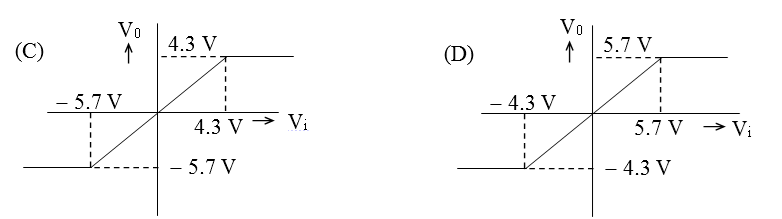 (C)
V0
4.3 V
– 5.7 V
4.3 V
Vi
– 5.7 V
(D)
V0
5.7 V
– 4.3 V
5.7 V
Vi
– 4.3 V